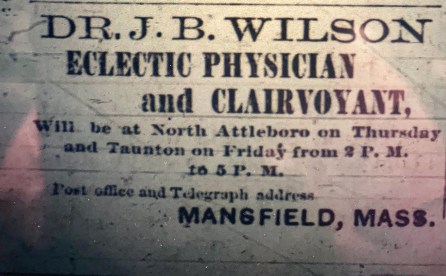 DR. J. B. WILSON
ECLECTIC PHYSICIAN
and CLAIRVOYANT,
Will be at North Attleboro on Thursday
and Taunton on Friday from 2 P. M.
to 5 P. M.
Post office and Telegraph address
MANSFIELD, MASS.